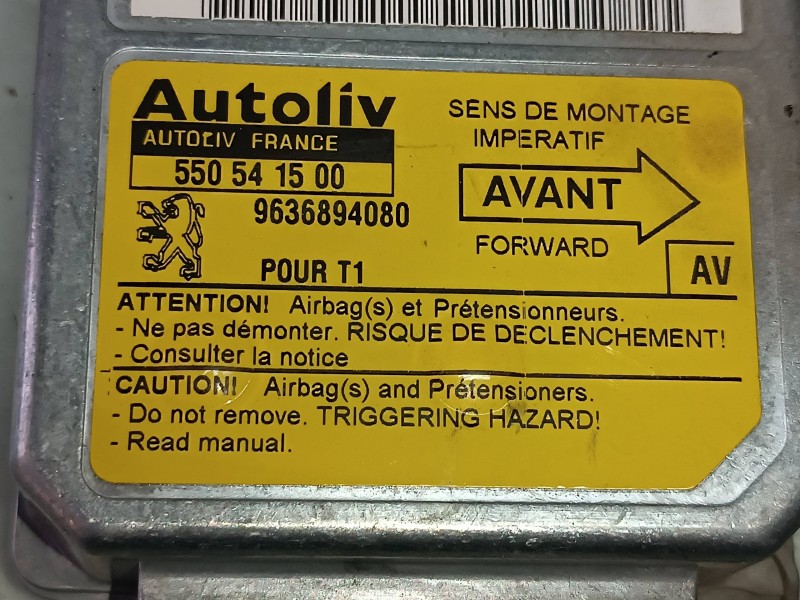 Autoliv
AUTOLIV FRANCE
550 54 15 00
9636894080
POUR T1
SENS DE MONTAGE
IMPERATIF
AVANT
FORWARD
AV
ATTENTION! Airbag(s) et Prétensionneurs.
- Ne pas démonter. RISQUE DE DECLENCHEMENT!
- Consulter la notice
CAUTION! Airbag(s) and Prétensioners.
- Do not remove. TRIGGERING HAZARD!
- Read manual.